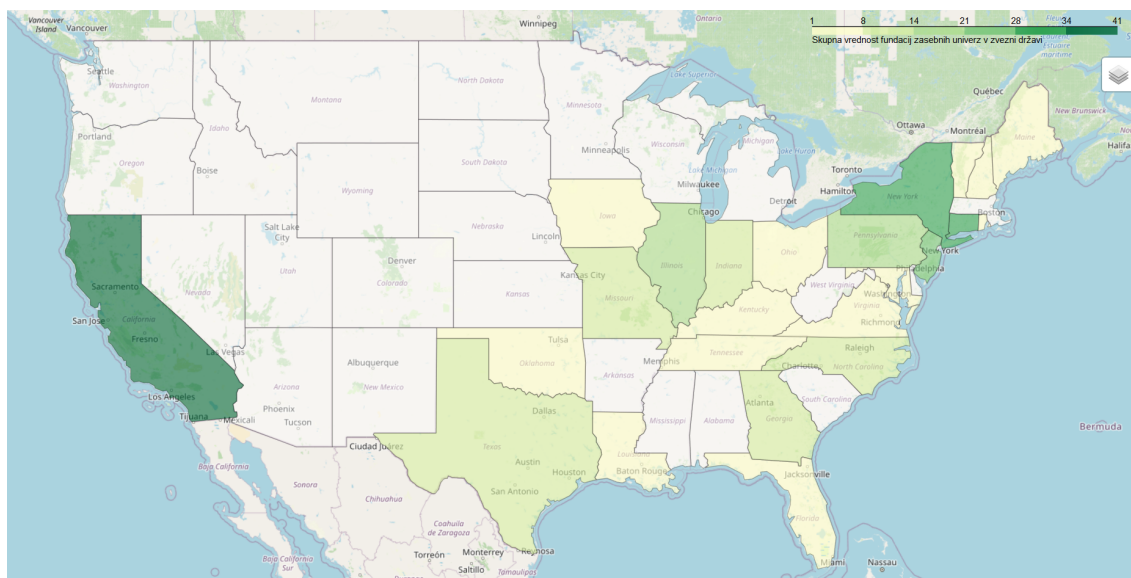 Vancouver
Island
Vancouver
Winnipeg
Ontario
1 8 14 21 28 34 41
Skupna vrednost fundacij zasebnih univerz v zvezni državi
Estuaire
maritime
Seattle
Washington
Montana
North Dakota
Minnesota
Lake Superior
Québec
New Brunswick
Portland
Oregon
Idaho
Boise
South Dakota
Minneapolis
Wisconsin
Michigan
Lake Michigan
Lake Huron
Ottawa
Montréal
Maine
Toronto
Hamilton
Wyoming
Milwaukee
Detroit
New York
Boston
Salt Lake
City
Nebraska
Iowa
Chicago
Lincoln
Nevada
Utah
Denver
Colorado
Kansas
Kansas City
Missouri
Illinois
Indiana
Ohio
Pennsylvania
New York
Philadelphia
Sacramento
San Jose
California
Fresno
Las Vegas
West Virginia
Washington
Virginia
Richmond
Kentucky
Los Angeles
Tijuana
Mexicali
Arizona
Phoenix
Tucson
Albuquerque
New Mexico
Tulsa
Oklahoma
Arkansas
Memphis
Tennessee
Charlotte
Raleigh
North Carolina
South Carolina
Atlanta
Georgia
Mississippi
Alabama
Dallas
Texas
Austin
Houston
San Antonio
Louisiana
Baton Rouge
Jacksonville
Florida
Miami
Nassau
Bermuda
Ciudad Juárez
Baja California
Sonora
Chihuahua
Coahuila
de Zaragoza
Baja California
Sur
Torreón
Monterrey
Saltillo
Reynosa
Tamaulipas